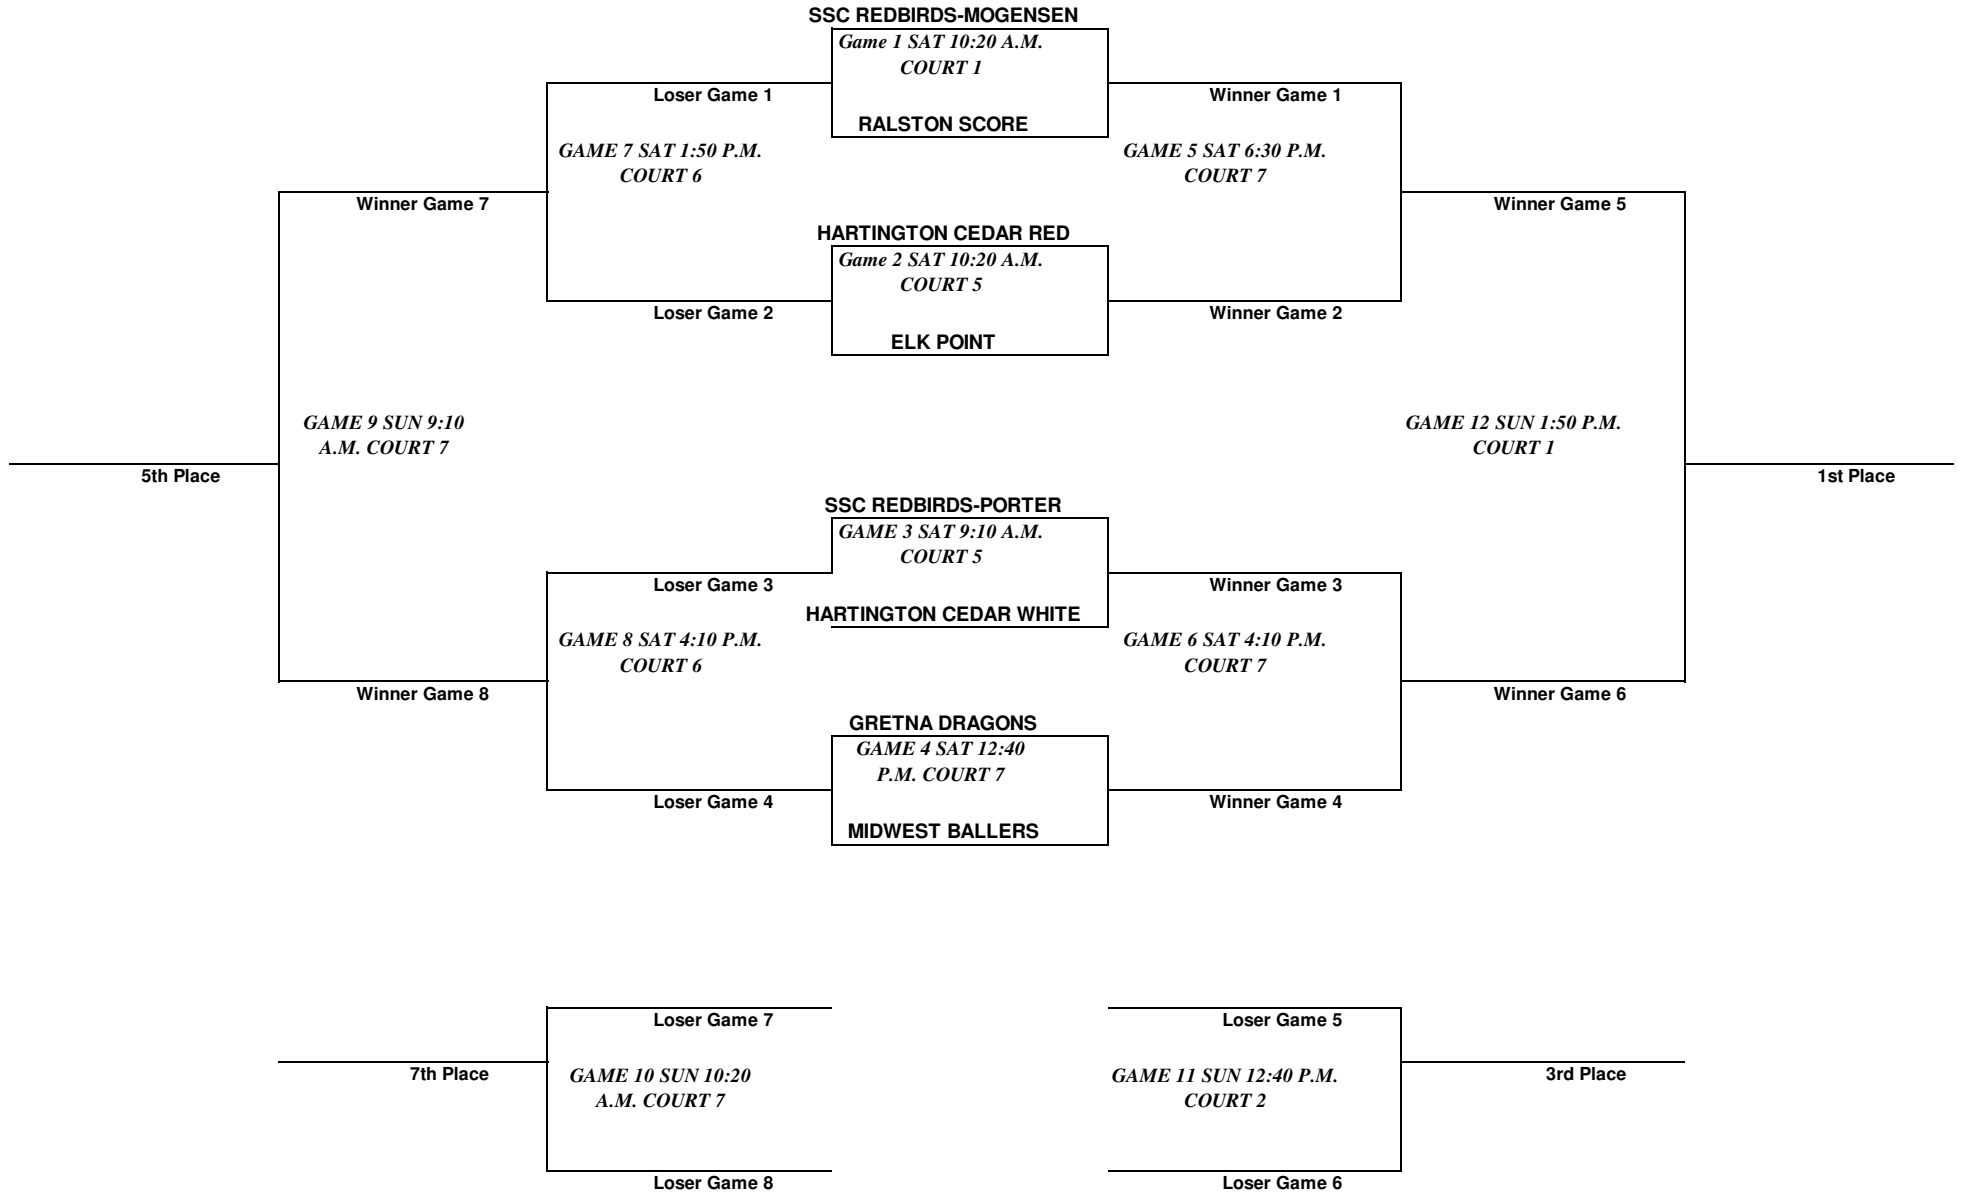 SSC REDBIRDS-MOGENSEN
Game 1 SAT 10:20 A.M.
COURT 1
Loser Game 1
Winner Game 1
RALSTON SCORE
GAME 7 SAT 1:50 P.M.
COURT 6
GAME 5 SAT 6:30 P.M.
COURT 7
Winner Game 7
Winner Game 5
HARTINGTON CEDAR RED
Game 2 SAT 10:20 A.M.
COURT 5
Loser Game 2
Winner Game 2
ELK POINT
GAME 9 SUN 9:10
A.M. COURT 7
GAME 12 SUN 1:50 P.M.
COURT 1
5th Place
1st Place
SSC REDBIRDS-PORTER
GAME 3 SAT 9:10 A.M.
COURT 5
Loser Game 3
Winner Game 3
HARTINGTON CEDAR WHITE
GAME 8 SAT 4:10 P.M.
COURT 6
GAME 6 SAT 4:10 P.M.
COURT 7
Winner Game 8
Winner Game 6
GRETNA DRAGONS
GAME 4 SAT 12:40
P.M. COURT 7
Loser Game 4
Winner Game 4
MIDWEST BALLERS
Loser Game 7
Loser Game 5
7th Place
GAME 10 SUN 10:20
A.M. COURT 7
GAME 11 SUN 12:40 P.M.
COURT 2
3rd Place
Loser Game 8
Loser Game 6